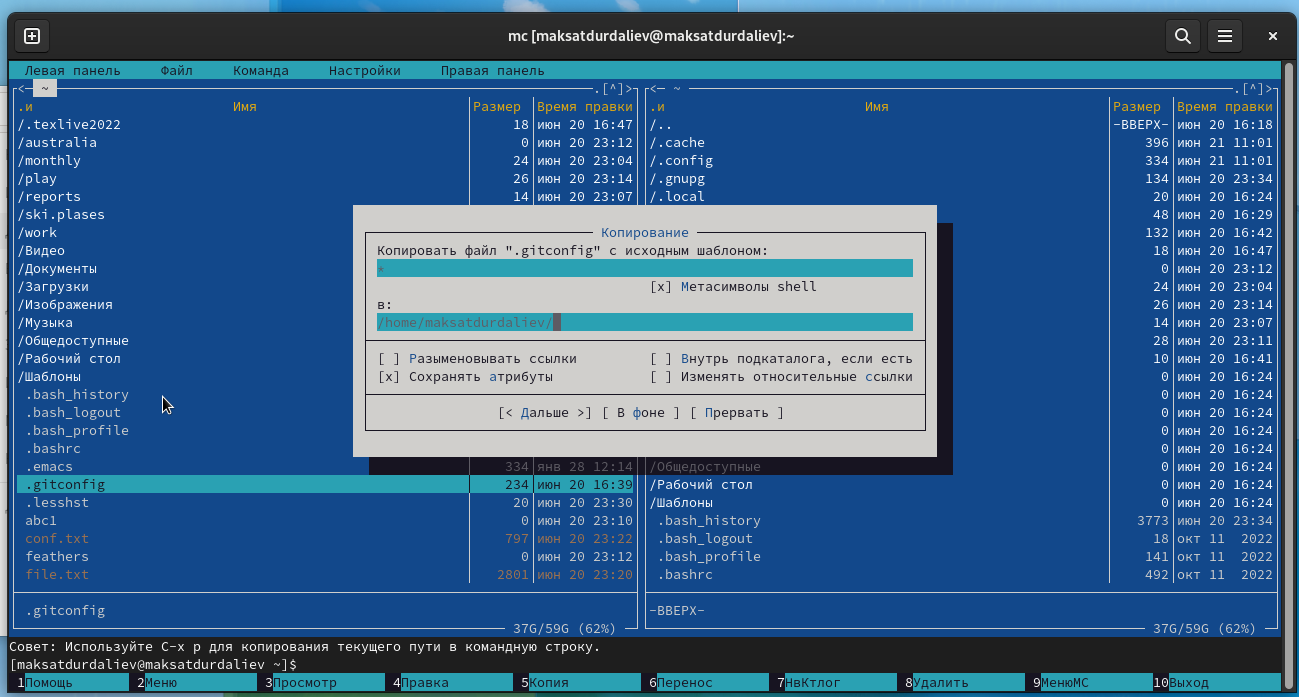 mc [maksatdurdaliev@maksatdurdaliev]:~
Левая панель Файл Команда Настройки Правая панель
<─ ~ .[^]>
.и Имя Размер Время правки
/.texlive2022 18 июн 20 16:47
/australia 0 июн 20 23:12
/monthly 24 июн 20 23:04
/play 26 июн 20 23:14
/reports 14 июн 20 23:07
/ski.plases
/work
/Видео
/Документы
/Загрузки
/Изображения
/Музыка
/Общедоступные
/Рабочий стол
/Шаблоны
.bash_history
.bash_logout
.bash_profile
.bashrc
.emacs 334 янв 28 12:14
.gitconfig 234 июн 20 16:39
.lesshst 20 июн 20 23:30
abc1 0 июн 20 23:10
conf.txt 797 июн 20 23:22
feathers 0 июн 20 23:12
file.txt 2801 июн 20 23:20
.gitconfig
37G/59G (62%)
<─ ~ .[^]>
.и Имя Размер Время правки
/.. -ВВЕРХ- июн 20 16:18
/.cache 396 июн 21 11:01
/.config 334 июн 21 11:01
/.gnupg 134 июн 20 23:34
/.local 20 июн 20 16:24
48 июн 20 16:29
132 июн 20 16:42
18 июн 20 16:47
0 июн 20 23:12
24 июн 20 23:04
26 июн 20 23:14
14 июн 20 23:07
28 июн 20 23:11
10 июн 20 16:41
0 июн 20 16:24
0 июн 20 16:24
0 июн 20 16:24
0 июн 20 16:24
0 июн 20 16:24
/Общедоступные 0 июн 20 16:24
/Рабочий стол 0 июн 20 16:24
/Шаблоны 0 июн 20 16:24
.bash_history 3773 июн 20 23:34
.bash_logout 18 окт 11 2022
.bash_profile 141 окт 11 2022
.bashrc 492 окт 11 2022
-ВВЕРХ-
37G/59G (62%)
Копирование
Копировать файл ".gitconfig" с исходным шаблоном:
*
[x] Метасимволы shell
в:
/home/maksatdurdaliev/
[ ] Разыменовывать ссылки [ ] Внутрь подкаталога, если есть
[x] Сохранять атрибуты [ ] Изменять относительные ссылки
[< Дальше >] [ В фоне ] [ Прервать ]
Совет: Используйте C-x p для копирования текущего пути в командную строку.
[maksatdurdaliev@maksatdurdaliev ~]$
1Помощь 2Меню 3Просмотр 4Правка 5Копия 6Перенос 7НвКтлог 8Удалить 9МенюМС 10Выход